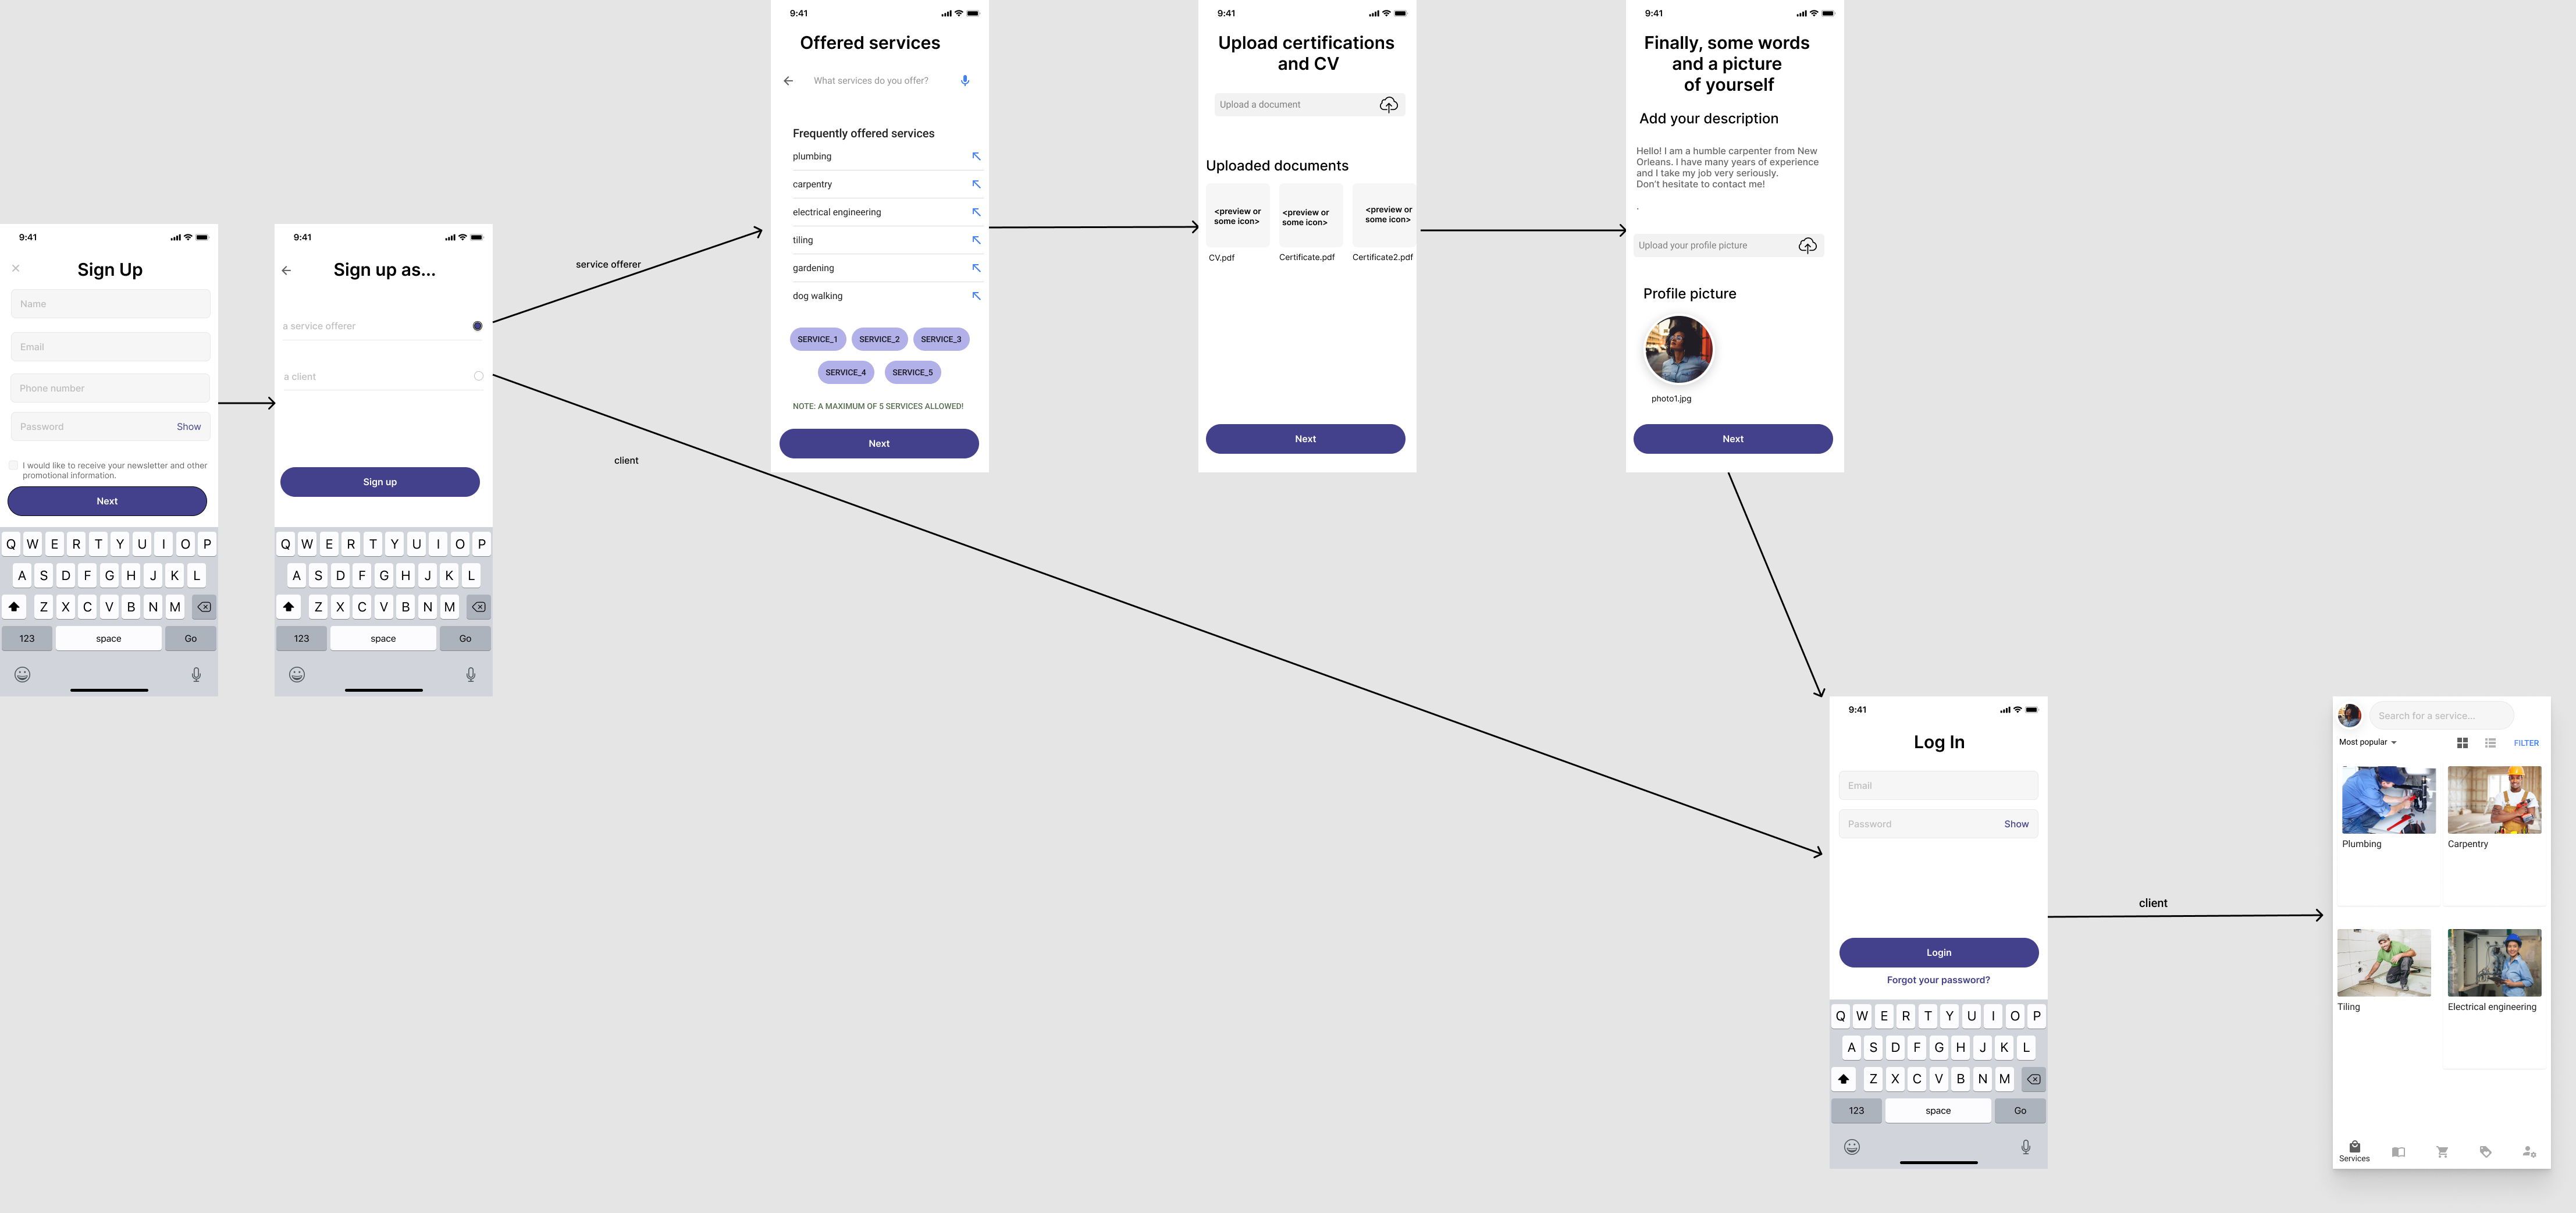 9:41
Sign Up
Name
Email
Phone number
Password
Show
I would like to receive your newsletter and other
promotional information.
Next
Q W E R T Y U I O P
A S D F G H J K L
Z X C V B N M
123 space Go
9:41
Sign up as...
a service offerer
a client
Sign up
Q W E R T Y U I O P
A S D F G H J K L
Z X C V B N M
123 space Go
service offerer
client
9:41
Offered services
What services do you offer?
Frequently offered services
plumbing
carpentry
electrical engineering
tiling
gardening
dog walking
SERVICE_1 SERVICE_2 SERVICE_3
SERVICE_4 SERVICE_5
NOTE: A MAXIMUM OF 5 SERVICES ALLOWED!
Next
9:41
Upload certifications
and CV
Upload a document
Uploaded documents
<preview or
some icon>
<preview or
some icon>
<preview or
some icon>
CV.pdf
Certificate.pdf
Certificate2.pdf
Next
9:41
Finally, some words
and a picture
of yourself
Add your description
Hello! I am a humble carpenter from New
Orleans. I have many years of experience
and I take my job very seriously.
Don't hesitate to contact me!
.
Upload your profile picture
Profile picture
photo1.jpg
Next
9:41
Log In
Email
Password
Show
Login
Forgot your password?
Q W E R T Y U I O P
A S D F G H J K L
Z X C V B N M
123 space Go
client
Search for a service...
Most popular
FILTER
Plumbing
Carpentry
Tiling
Electrical engineering
Services